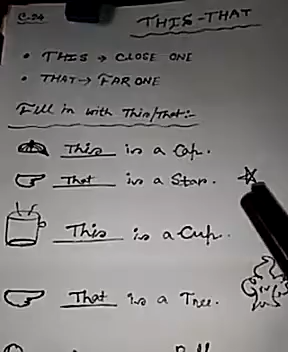 C-24
THIS-THAT
• THIS → CLOSE ONE
• THAT → FAR ONE
Fill in with This/That:-
This is a Cap.
That is a Star.
This is a Cup.
That is a Tree.